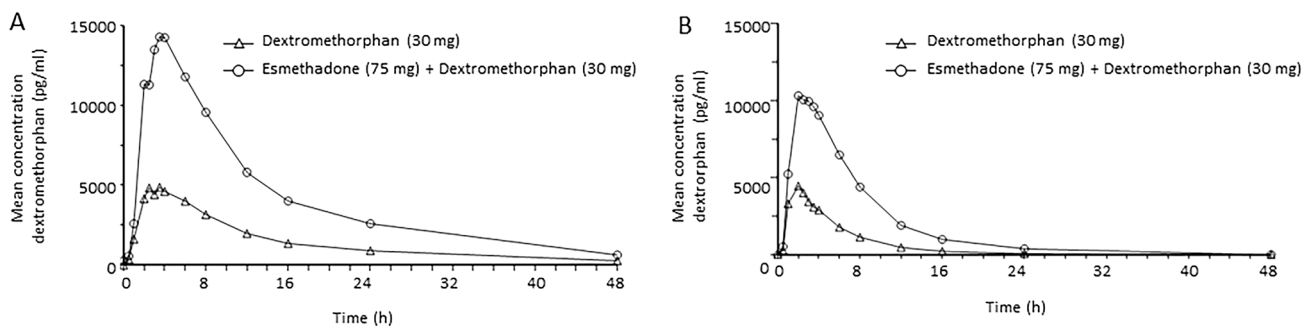 A
Mean concentration
dextromethorphan (pg/ml)
15000
10000
5000
0
Dextromethorphan (30 mg)
Esmethadone (75 mg) + Dextromethorphan (30 mg)
0 8 16 24 32 40 48
Time (h)
B
Mean concentration
dextrorphan (pg/ml)
15000
10000
5000
0
Dextromethorphan (30 mg)
Esmethadone (75 mg) + Dextromethorphan (30 mg)
0 8 16 24 32 40 48
Time (h)